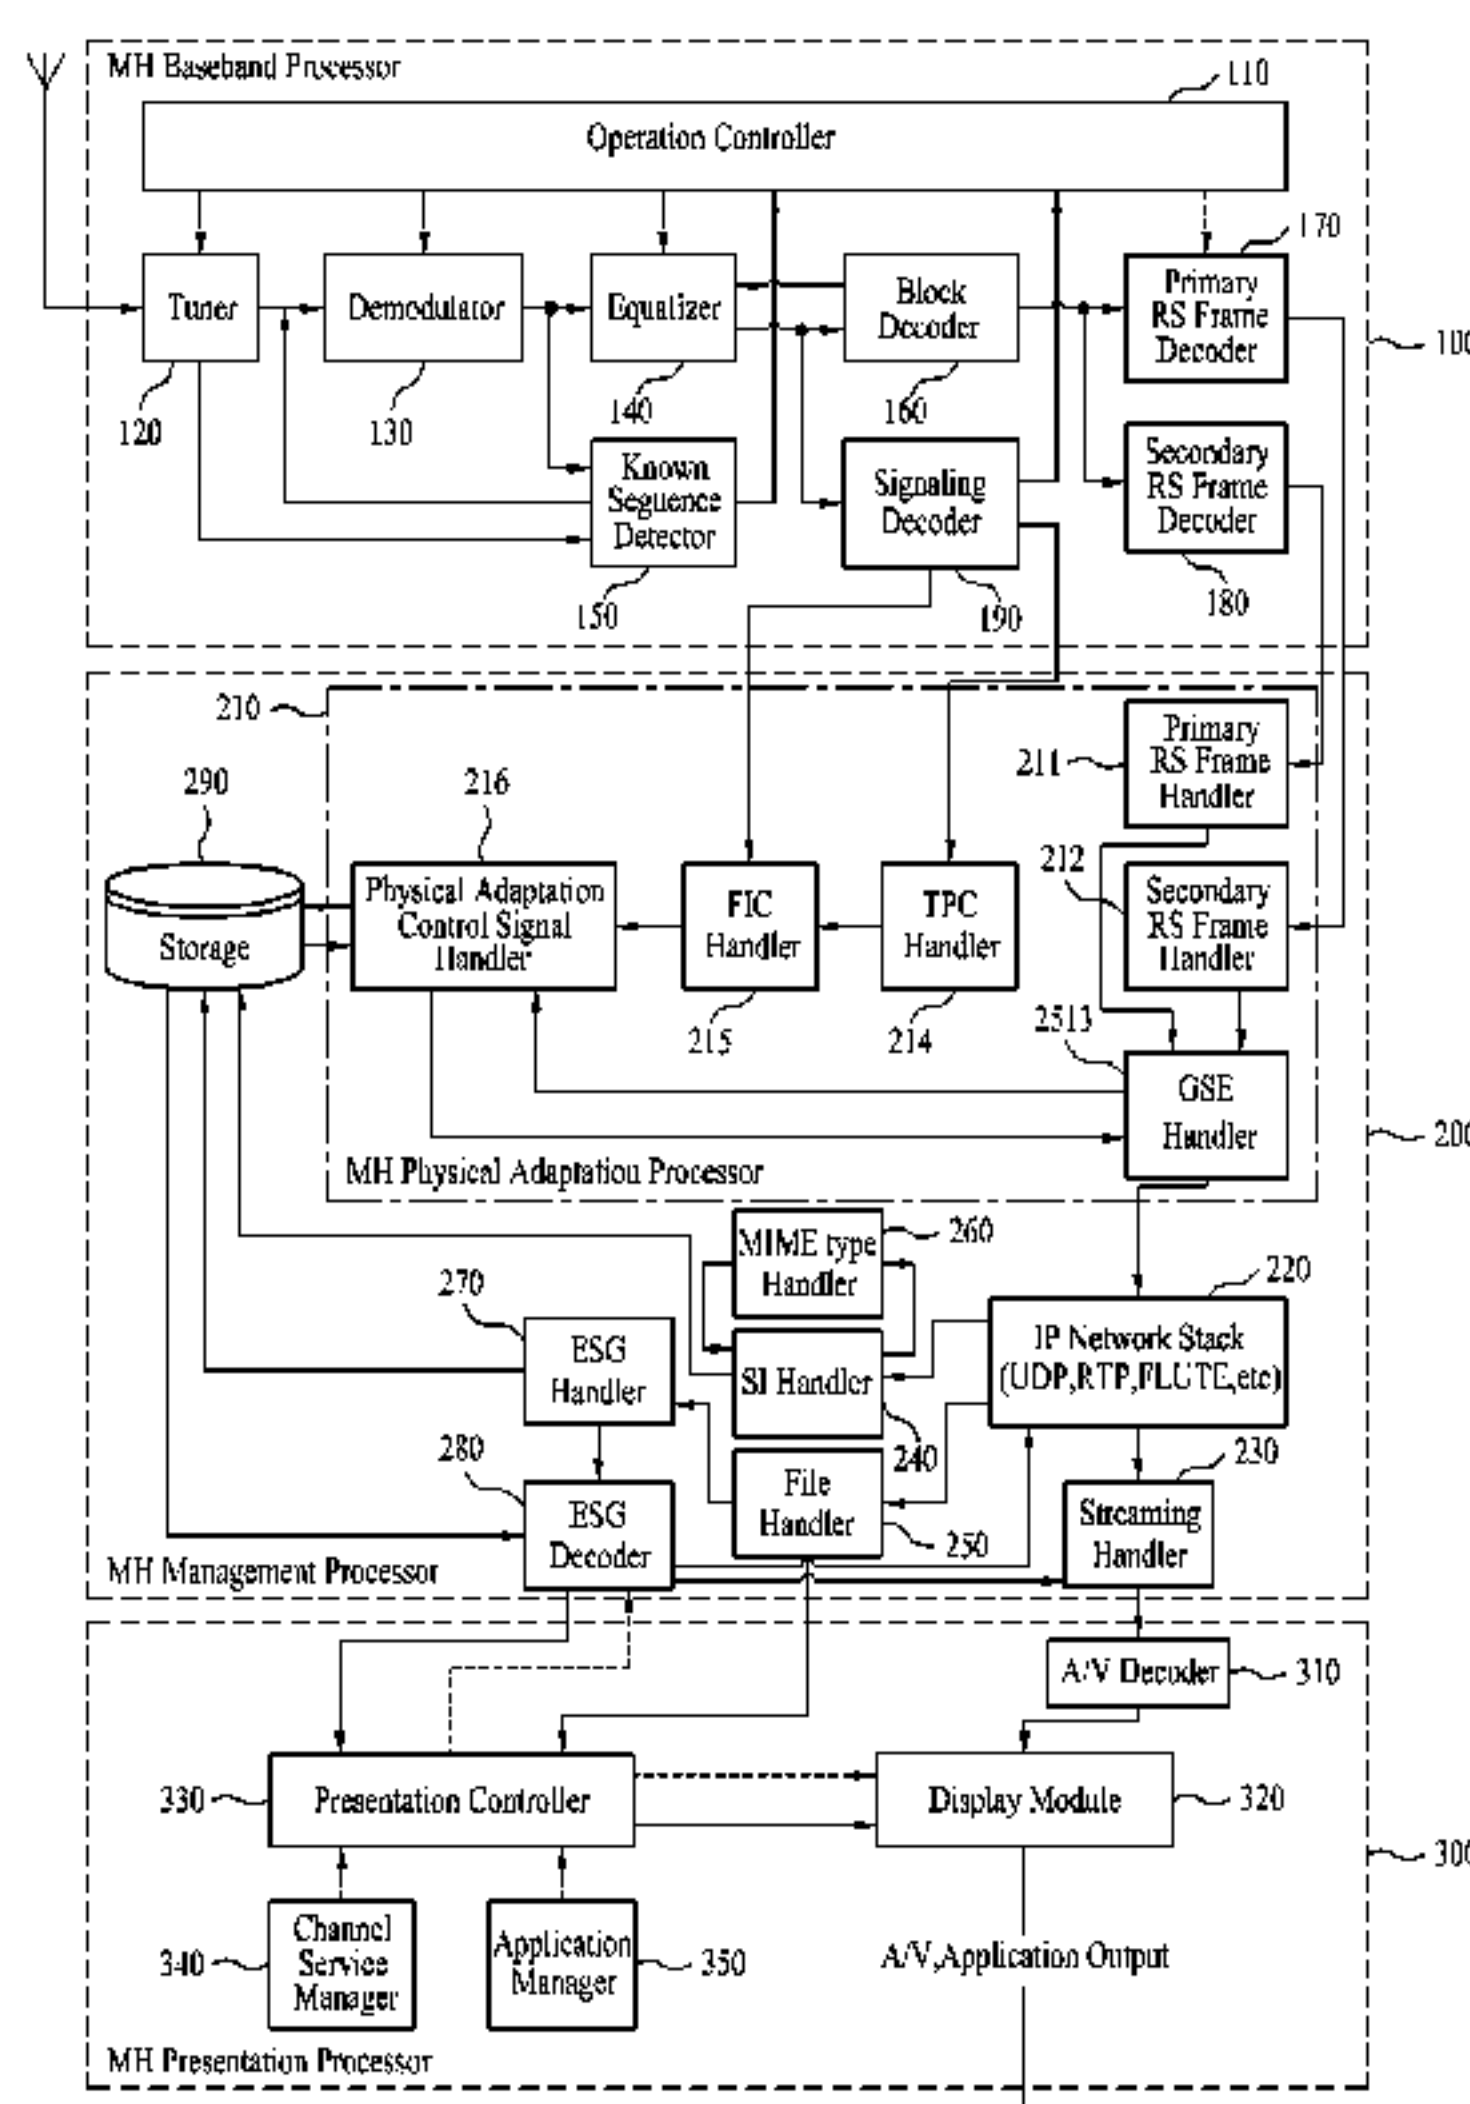 MH Baseband Processor
110
Operation Controller
170
Tuner
Demodulator
Equalizer
Block
Decoder
Primary
RS Frame
Decoder
100
120
130
140
160
Known
Seguence
Detector
Signaling
Decoder
Secondary
RS Frame
Decoder
150
190
180
210
Primary
RS Frame
Handler
211
290
216
212
Physical Adaptation
Control Signal
Handler
FIC
Handler
TPC
Handler
Secondary
RS Frame
Handler
Storage
215
214
2513
GSE
Handler
200
MH Physical Adaptation Processor
260
MIME type
Handler
220
270
IP Network Stack
(UDP,RTP,FLUTE,etc)
ESG
Handler
SI Handler
240
230
280
File
Handler
ESG
Decoder
Streaming
Handler
250
MH Management Processor
A/V Decoder
310
330
Presentation Controller
Display Module
320
300
Channel
Service
Manager
340
Application
Manager
350
A/V,Application Output
MH Presentation Processor